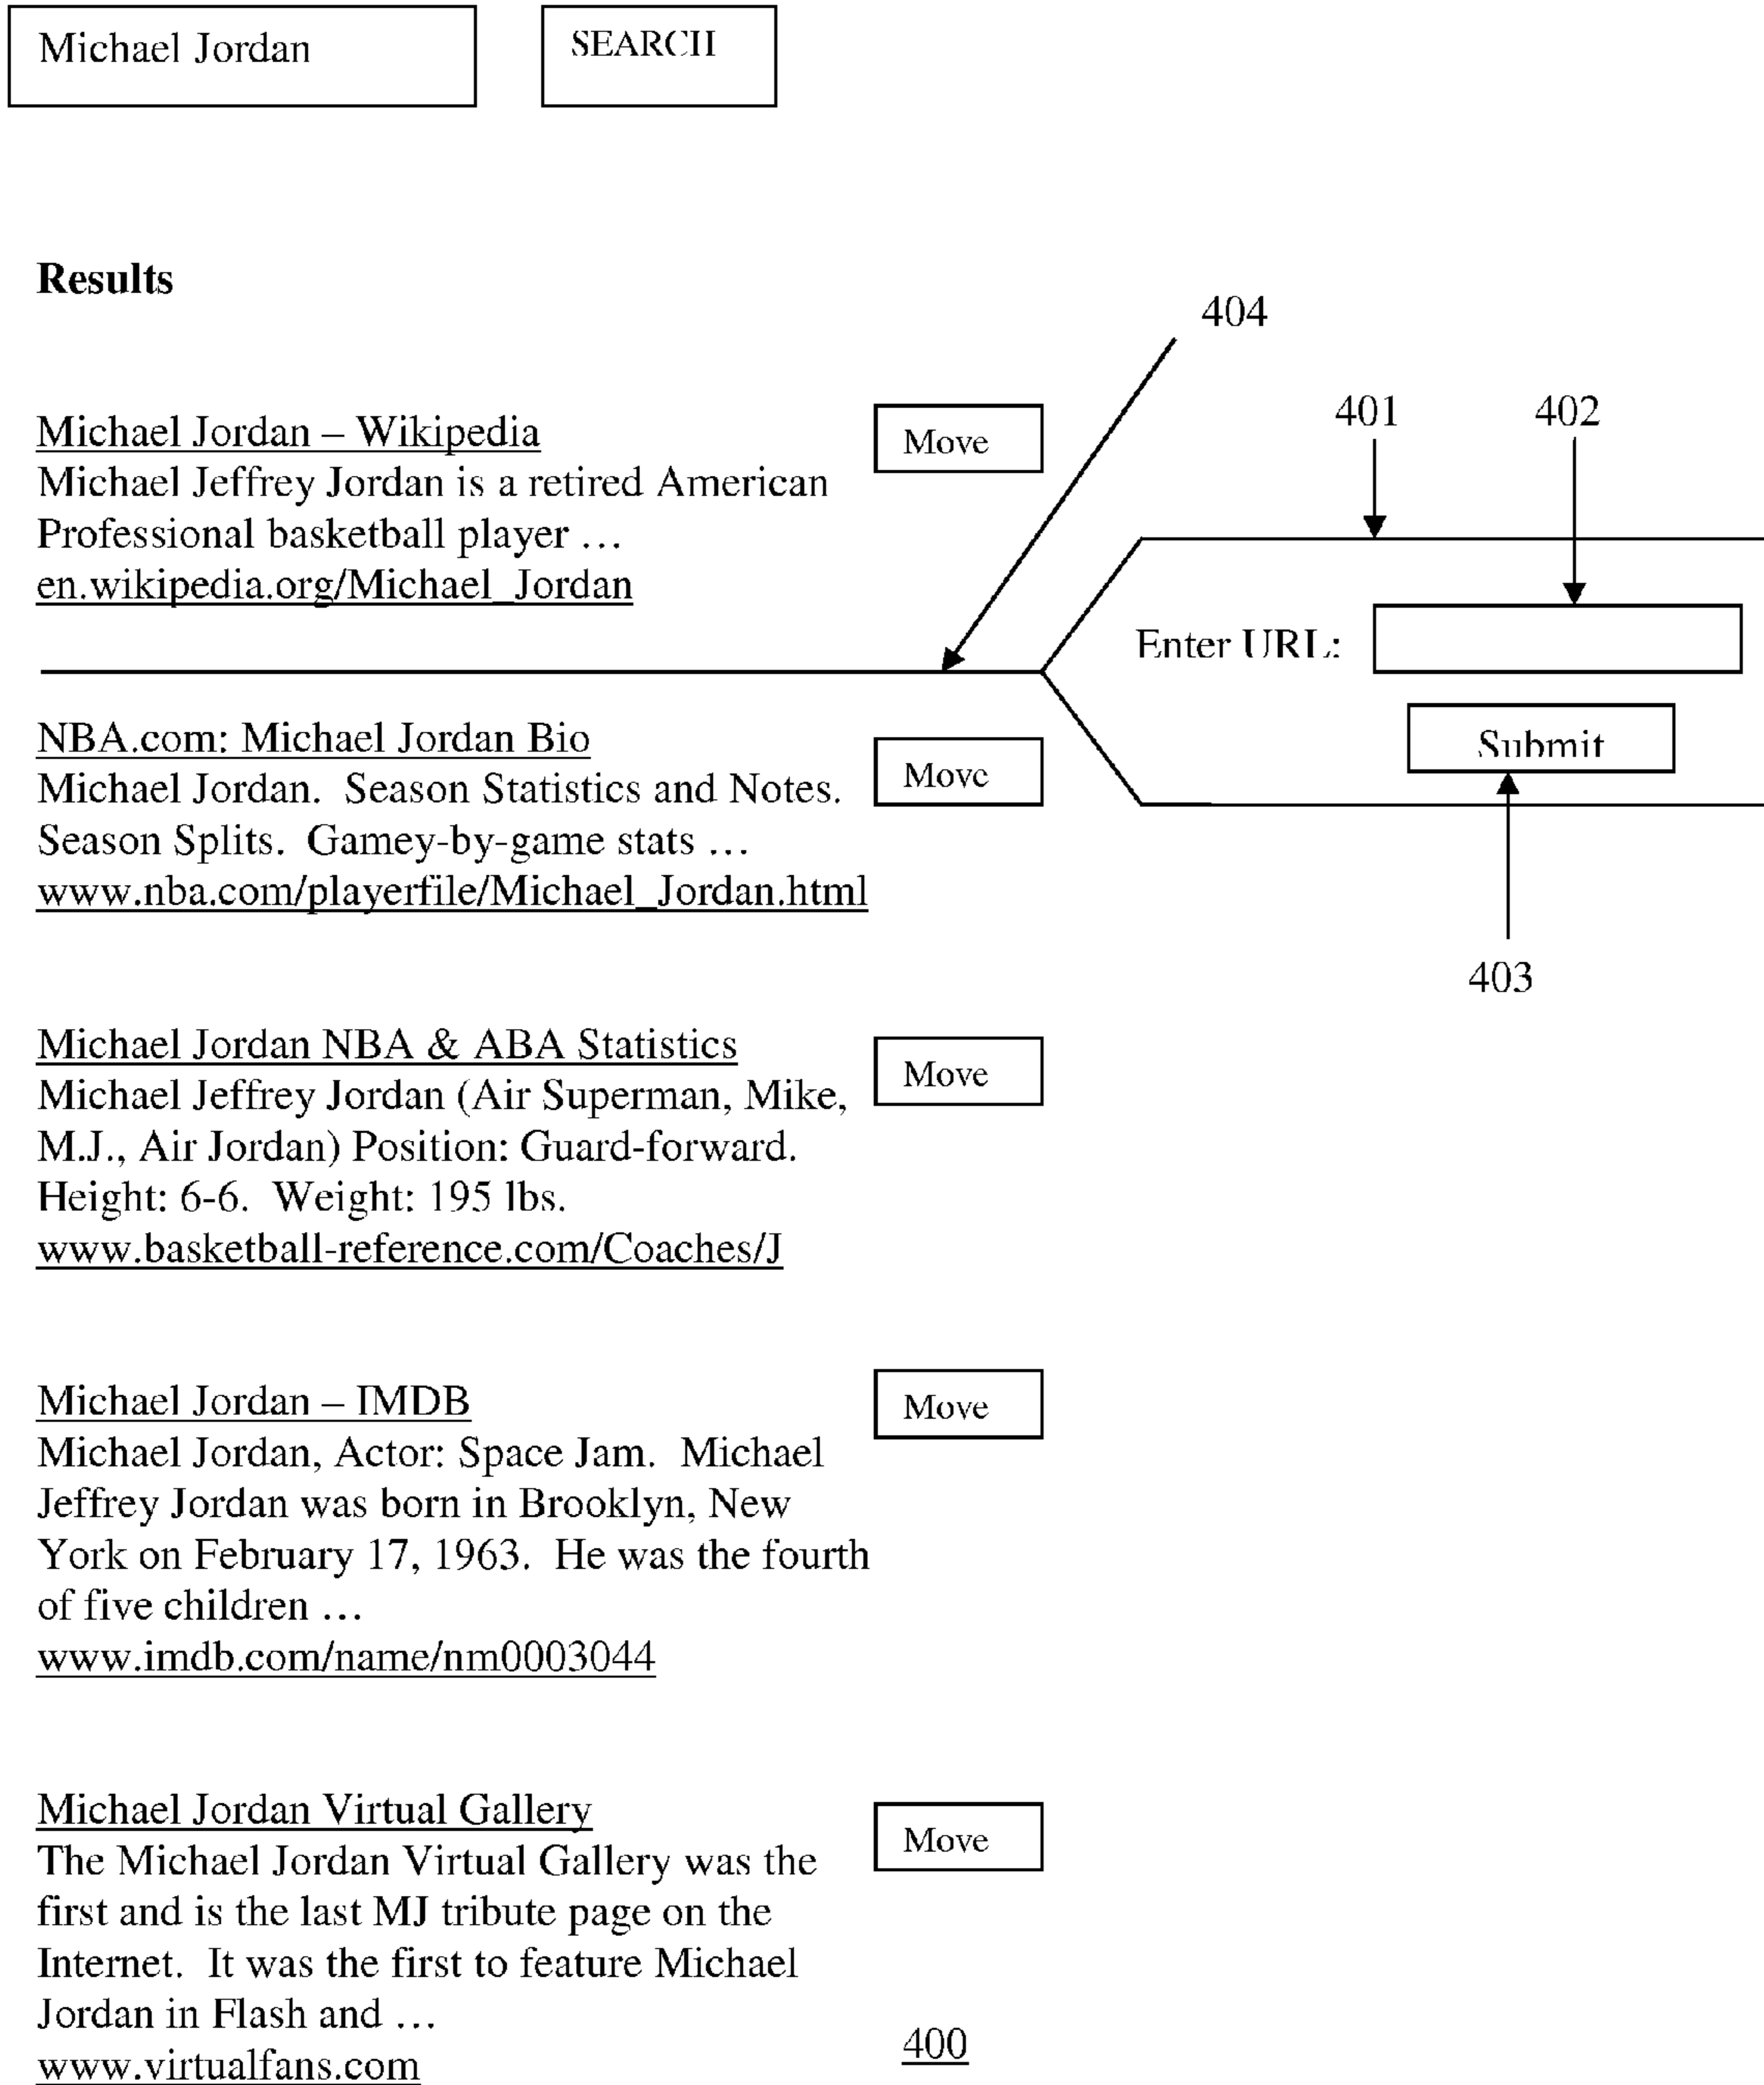 Michael Jordan
SEARCH
Results
404
401
402
Michael Jordan – Wikipedia
Move
Michael Jeffrey Jordan is a retired American
Professional basketball player …
en.wikipedia.org/Michael_Jordan
Enter URL:
Submit
403
NBA.com: Michael Jordan Bio
Move
Michael Jordan.  Season Statistics and Notes.
Season Splits.  Gamey-by-game stats …
www.nba.com/playerfile/Michael_Jordan.html
Michael Jordan NBA & ABA Statistics
Move
Michael Jeffrey Jordan (Air Superman, Mike,
M.J., Air Jordan) Position: Guard-forward.
Height: 6-6.  Weight: 195 lbs.
www.basketball-reference.com/Coaches/J
Michael Jordan – IMDB
Move
Michael Jordan, Actor: Space Jam.  Michael
Jeffrey Jordan was born in Brooklyn, New
York on February 17, 1963.  He was the fourth
of five children …
www.imdb.com/name/nm0003044
Michael Jordan Virtual Gallery
Move
The Michael Jordan Virtual Gallery was the
first and is the last MJ tribute page on the
Internet.  It was the first to feature Michael
Jordan in Flash and …
www.virtualfans.com
400